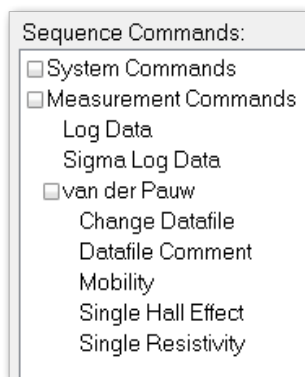 Sequence Commands:
System Commands
Measurement Commands
Log Data
Sigma Log Data
van der Pauw
Change Datafile
Datafile Comment
Mobility
Single Hall Effect
Single Resistivity